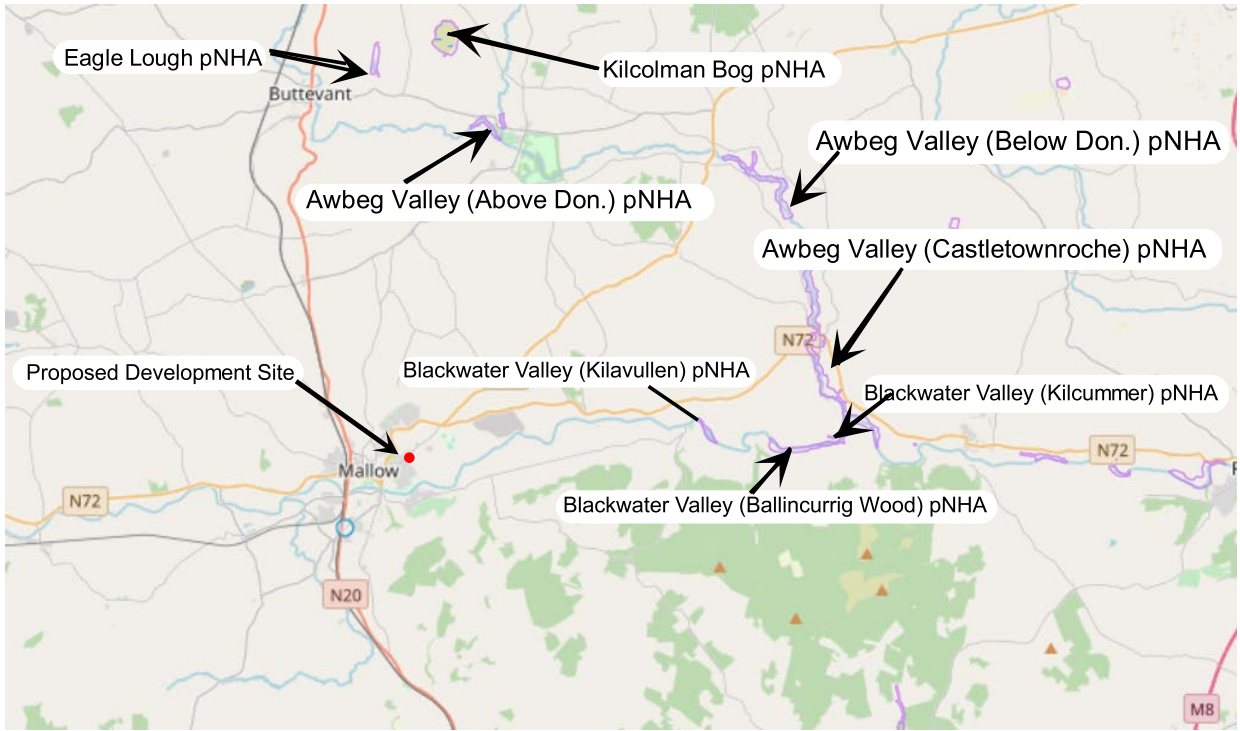 Eagle Lough pNHA
Kilcolman Bog pNHA
Buttevant
Awbeg Valley (Below Don.) pNHA
Awbeg Valley (Above Don.) pNHA
Awbeg Valley (Castletownroche) pNHA
N72
Proposed Development Site
Blackwater Valley (Kilavullen) pNHA
Blackwater Valley (Kilcummer) pNHA
Mallow
N72
N72
Blackwater Valley (Ballincurrig Wood) pNHA
N20
M8